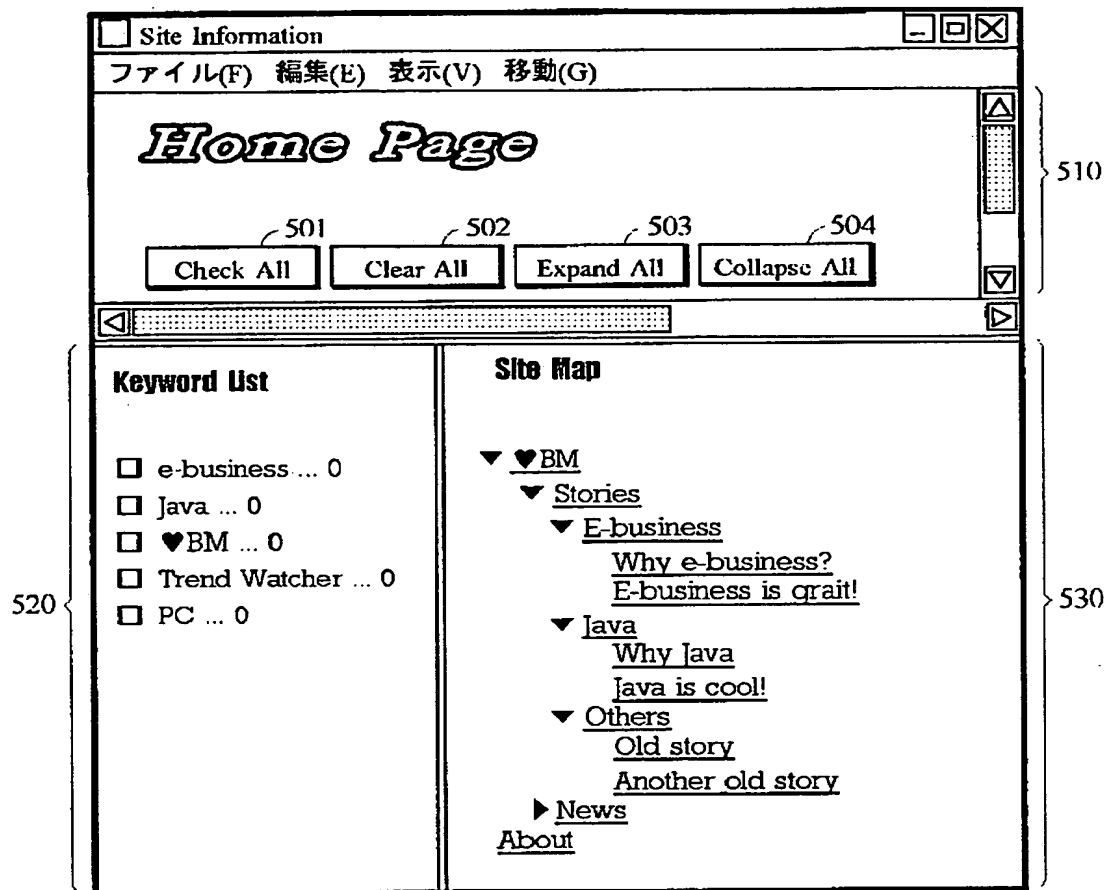 Site Information
ファイル(F) 編集(E) 表示(V) 移動(G)
Home Page
510
501 502 503 504
Check All Clear All Expand All Collapse All
Keyword List
e-business ... 0
Java ... 0
♥BM ... 0
Trend Watcher ... 0
PC ... 0
520
Site Map
♥BM
Stories
E-business
Why e-business?
E-business is grait!
Java
Why Java
Java is cool!
Others
Old story
Another old story
News
About
530